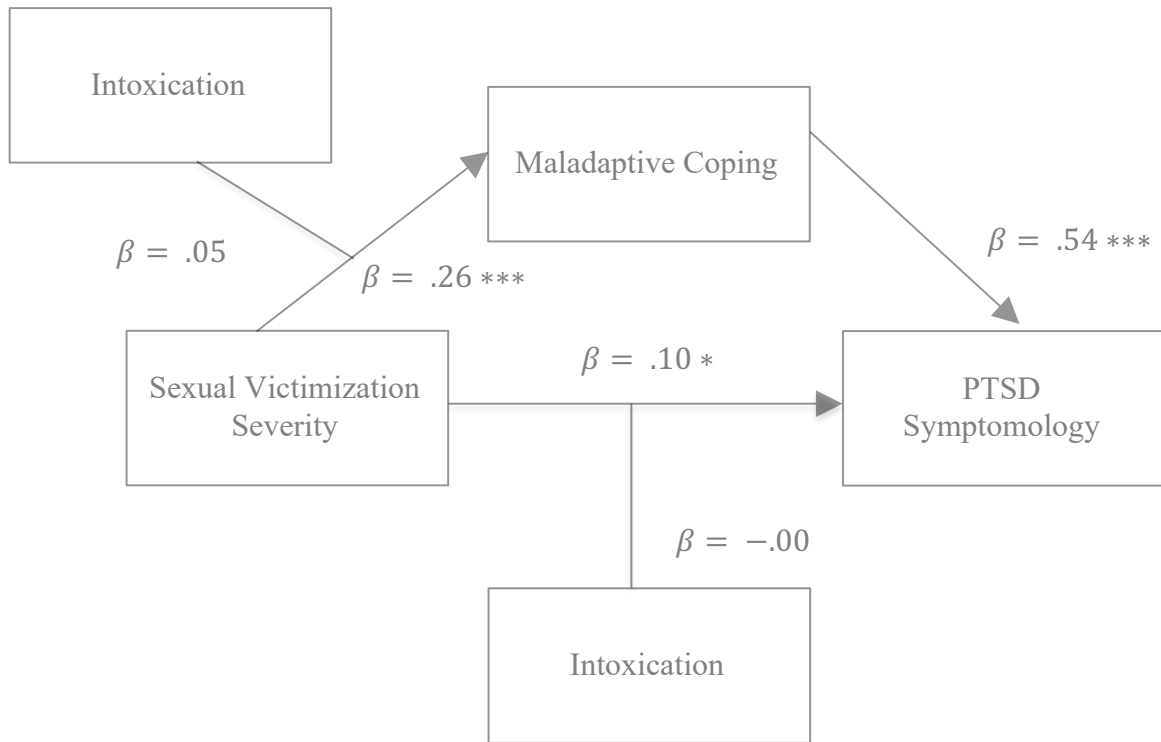 Intoxication
Maladaptive Coping
β = .05
β = .26 ***
β = .54 ***
Sexual Victimization
Severity
β = .10 *
PTSD
Symptomology
β = −.00
Intoxication